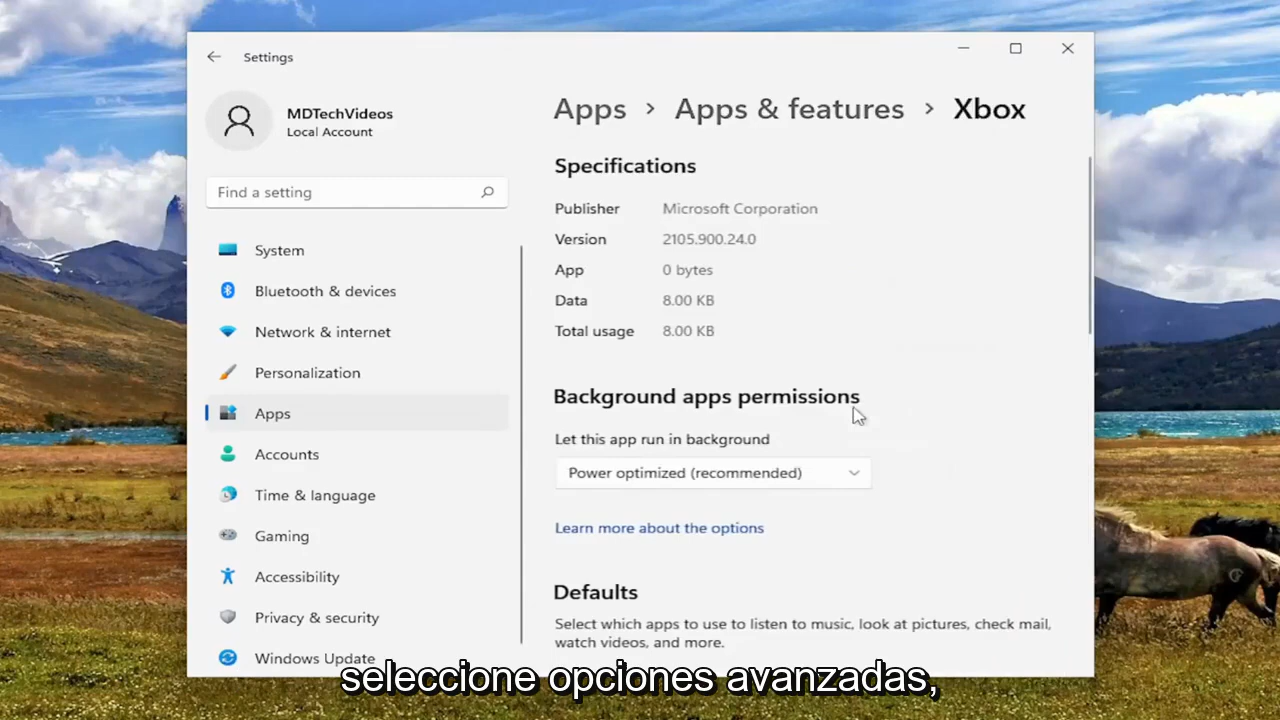 Settings
MDTechVideos
Local Account
Find a setting
System
Bluetooth & devices
Network & internet
Personalization
Apps
Accounts
Time & language
Gaming
Accessibility
Privacy & security
Windows Update
Apps > Apps & features > Xbox
Specifications
Publisher Microsoft Corporation
Version 2105.900.24.0
App 0 bytes
Data 8.00 KB
Total usage 8.00 KB
Background apps permissions
Let this app run in background
Power optimized (recommended)
Learn more about the options
Defaults
Select which apps to use to listen to music, look at pictures, check mail,
watch videos, and more.
seleccione opciones avanzadas,